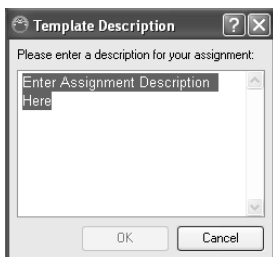 Template Description
Please enter a description for your assignment:
Enter Assignment Description
Here
OK
Cancel